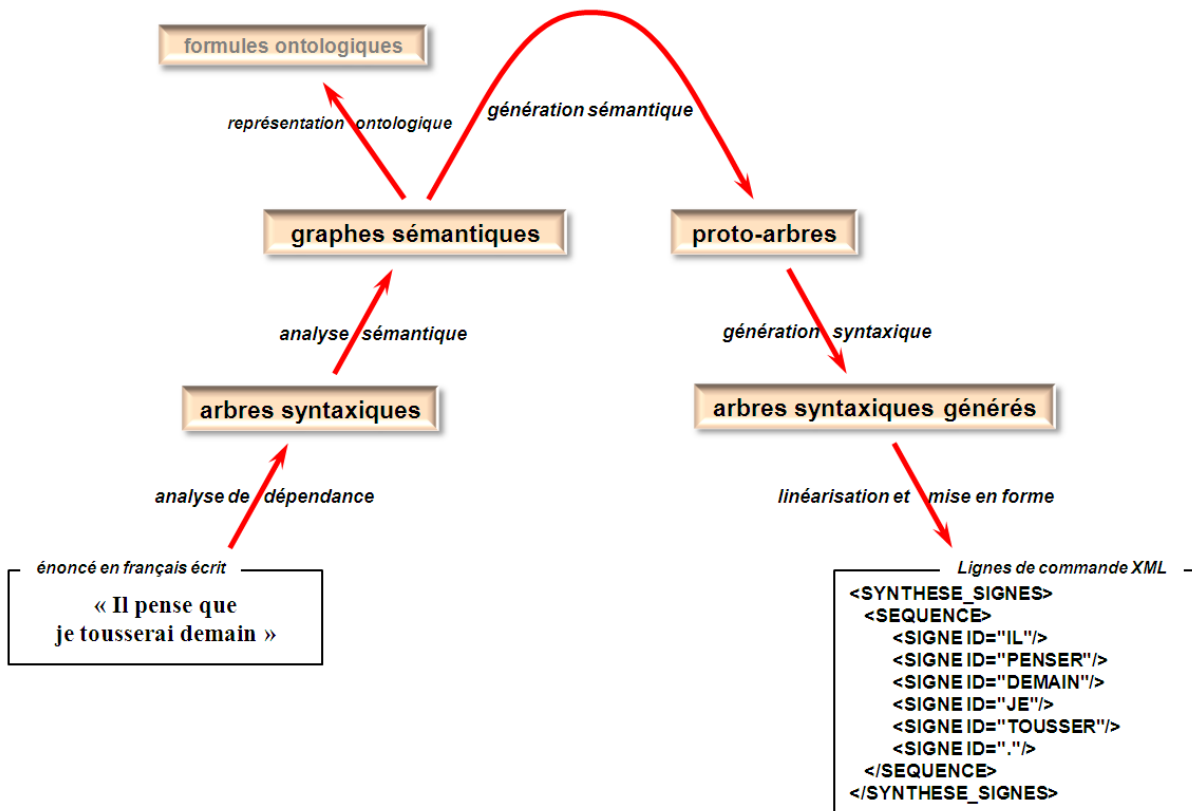 formules ontologiques
représentation ontologique
génération sémantique
graphes sémantiques
proto-arbres
analyse sémantique
génération syntaxique
arbres syntaxiques
arbres syntaxiques générés
analyse de dépendance
linéarisation et mise en forme
énoncé en français écrit
« Il pense que
je tousserai demain »
Lignes de commande XML
<SYNTHESE_SIGNES>
<SEQUENCE>
<SIGNE ID="IL"/>
<SIGNE ID="PENSER"/>
<SIGNE ID="DEMAIN"/>
<SIGNE ID="JE"/>
<SIGNE ID="TOUSSER"/>
<SIGNE ID="."/>
</SEQUENCE>
</SYNTHESE_SIGNES>